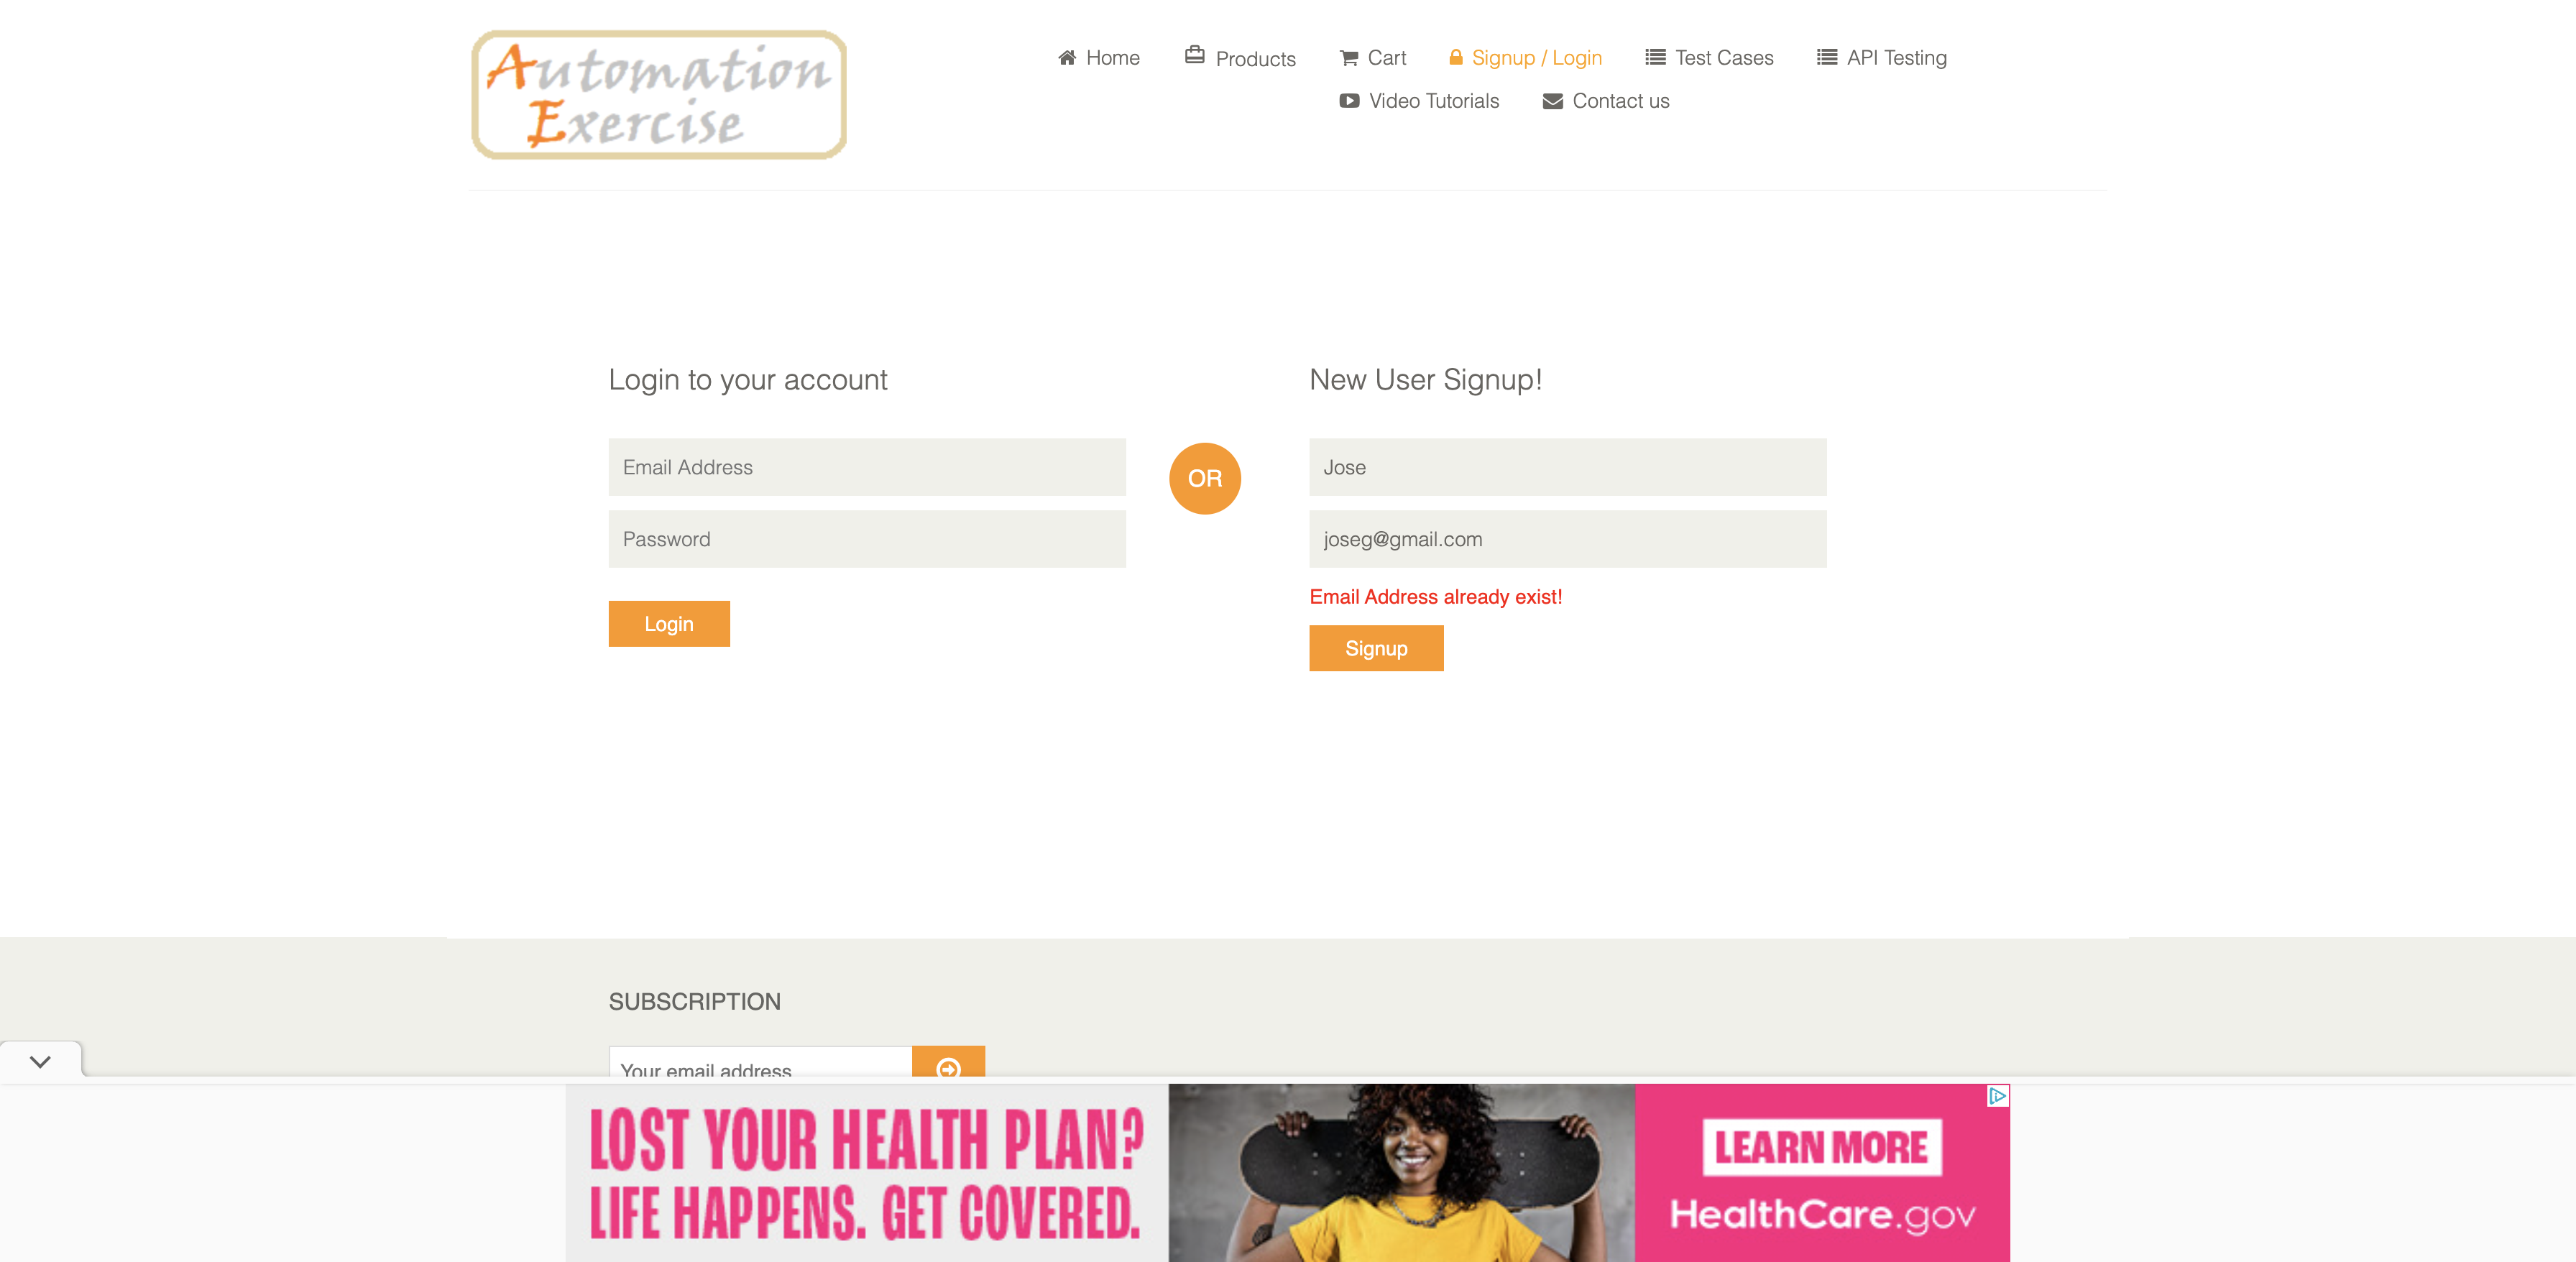 Automation
Exercise
Home Products Cart Signup / Login Test Cases API Testing
Video Tutorials Contact us
Login to your account
Email Address
Password
Login
OR
New User Signup!
Jose
joseg@gmail.com
Email Address already exist!
Signup
SUBSCRIPTION
Your email address
LOST YOUR HEALTH PLAN?
LIFE HAPPENS. GET COVERED.
LEARN MORE
HealthCare.gov